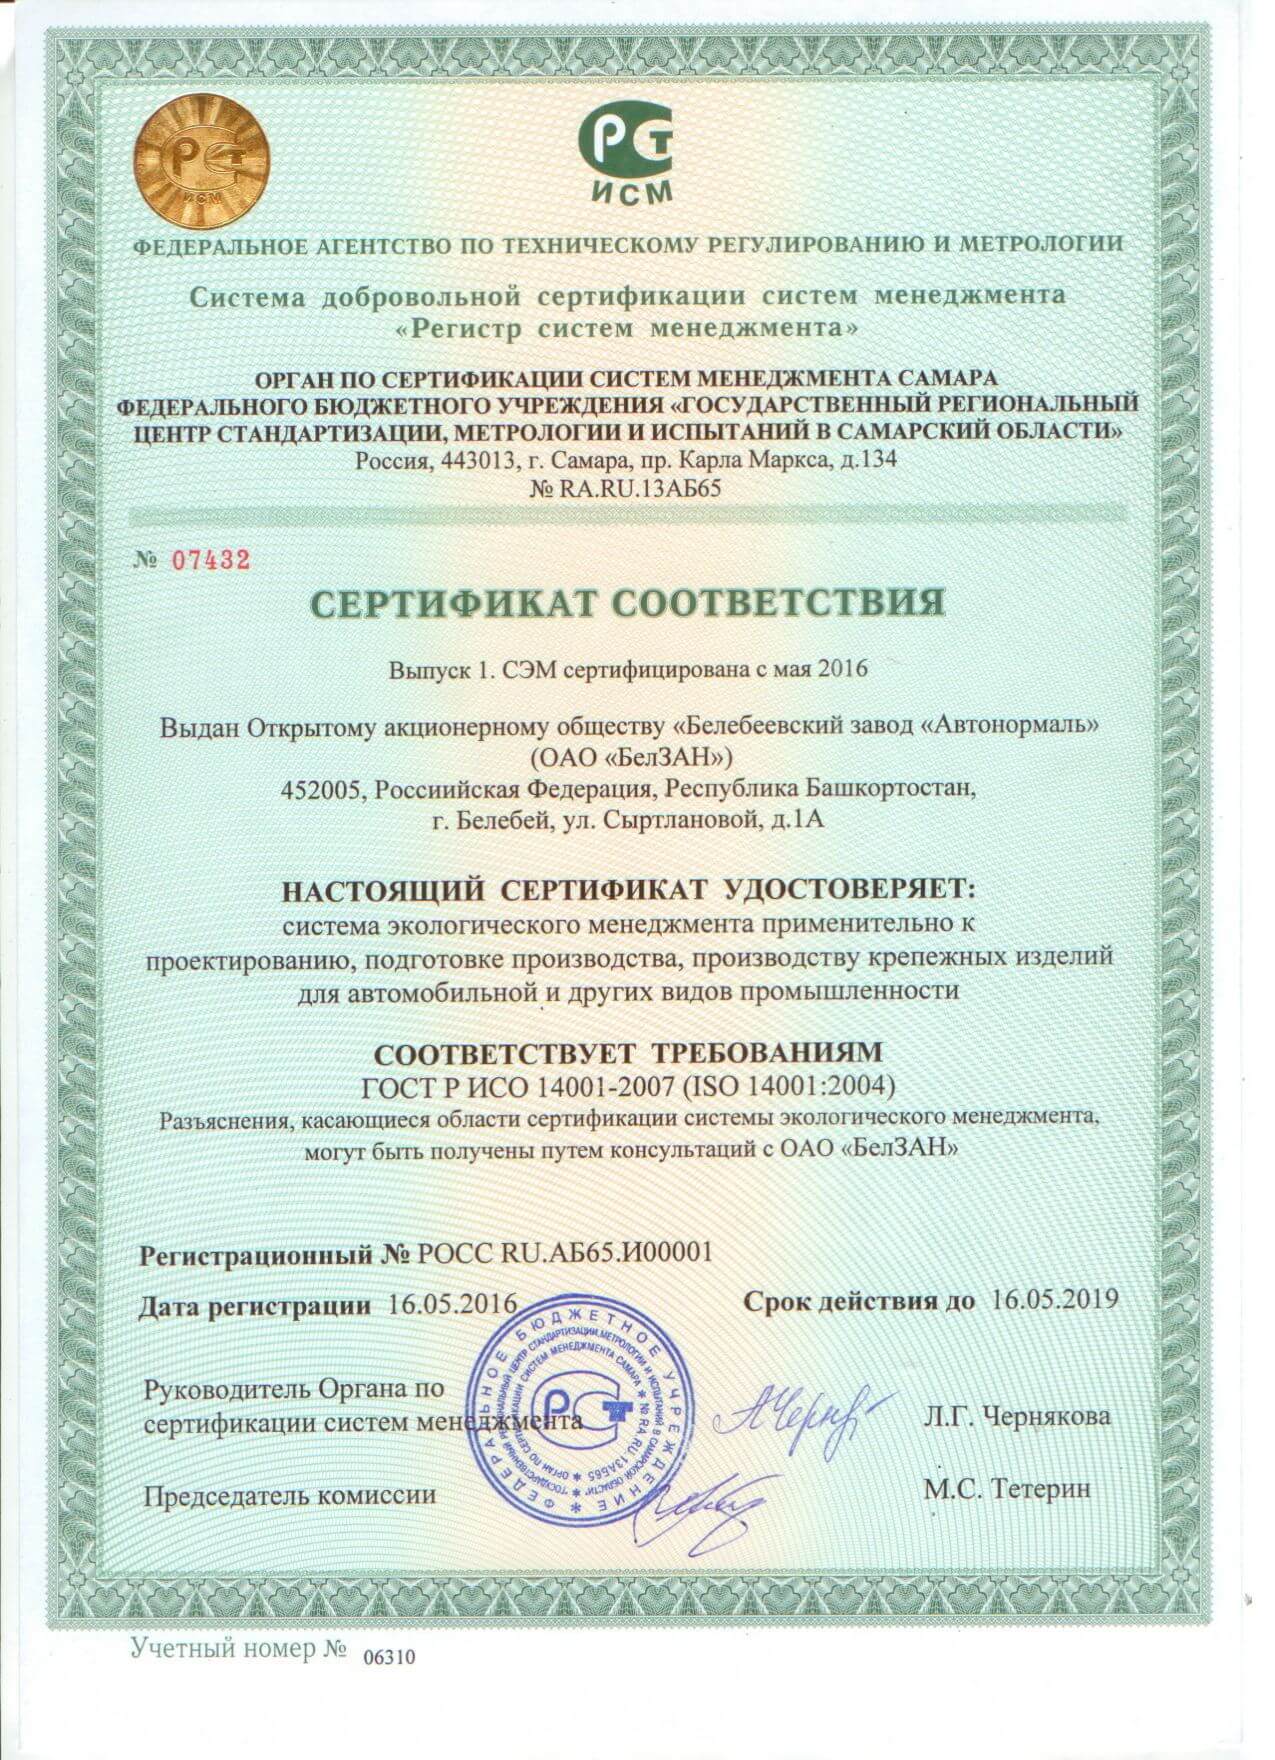 РСТ
ИСМ
РСТ
ИСМ
ФЕДЕРАЛЬНОЕ АГЕНТСТВО ПО ТЕХНИЧЕСКОМУ РЕГУЛИРОВАНИЮ И МЕТРОЛОГИИ
Система добровольной сертификации систем менеджмента
«Регистр систем менеджмента»
ОРГАН ПО СЕРТИФИКАЦИИ СИСТЕМ МЕНЕДЖМЕНТА САМАРА
ФЕДЕРАЛЬНОГО БЮДЖЕТНОГО УЧРЕЖДЕНИЯ «ГОСУДАРСТВЕННЫЙ РЕГИОНАЛЬНЫЙ
ЦЕНТР СТАНДАРТИЗАЦИИ, МЕТРОЛОГИИ И ИСПЫТАНИЙ В САМАРСКИЙ ОБЛАСТИ»
Россия, 443013, г. Самара, пр. Карла Маркса, д.134
№ RA.RU.13АБ65
№ 07432
СЕРТИФИКАТ СООТВЕТСТВИЯ
Выпуск 1. СЭМ сертифицирована с мая 2016
Выдан Открытому акционерному обществу «Белебеевский завод «Автонормаль»
(ОАО «БелЗАН»)
452005, Россиийская Федерация, Республика Башкортостан,
г. Белебей, ул. Сыртлановой, д.1А
НАСТОЯЩИЙ СЕРТИФИКАТ УДОСТОВЕРЯЕТ:
система экологического менеджмента применительно к
проектированию, подготовке производства, производству крепежных изделий
для автомобильной и других видов промышленности
СООТВЕТСТВУЕТ ТРЕБОВАНИЯМ
ГОСТ Р ИСО 14001-2007 (ISO 14001:2004)
Разъяснения, касающиеся области сертификации системы экологического менеджмента,
могут быть получены путем консультаций с ОАО «БелЗАН»
Регистрационный № РОСС RU.АБ65.И00001
Дата регистрации 16.05.2016 Срок действия до 16.05.2019
Руководитель Органа по
сертификации систем менеджмента Л.Г. Чернякова
Председатель комиссии М.С. Тетерин
ФЕДЕРАЛЬНОЕ БЮДЖЕТНОЕ УЧРЕЖДЕНИЕ
"ГОСУДАРСТВЕННЫЙ РЕГИОНАЛЬНЫЙ ЦЕНТР СТАНДАРТИЗАЦИИ, МЕТРОЛОГИИ И ИСПЫТАНИЙ В САМАРСКОЙ ОБЛАСТИ"
ОРГАН ПО СЕРТИФИКАЦИИ СИСТЕМ МЕНЕДЖМЕНТА САМАРА * № RA.RU.13АБ65 *
РСТ
Учетный номер № 06310